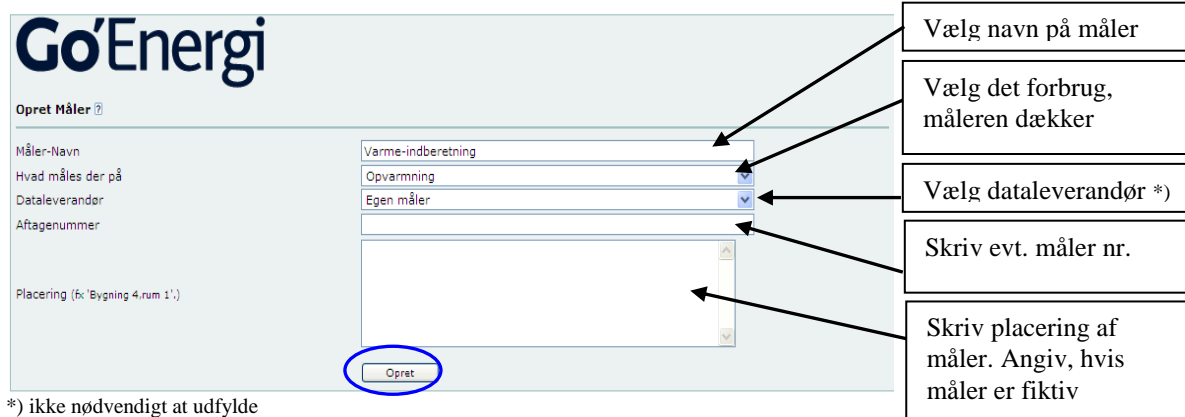 Go'Energi
Opret Måler ?
Måler-Navn
Varme-indberetning
Hvad måles der på
Opvarmning
Dataleverandør
Egen måler
Aftagenummer
Placering (fx 'Bygning 4,rum 1'.)
Opret
*) ikke nødvendigt at udfylde
Vælg navn på måler
Vælg det forbrug,
måleren dækker
Vælg dataleverandør *)
Skriv evt. måler nr.
Skriv placering af
måler. Angiv, hvis
måler er fiktiv